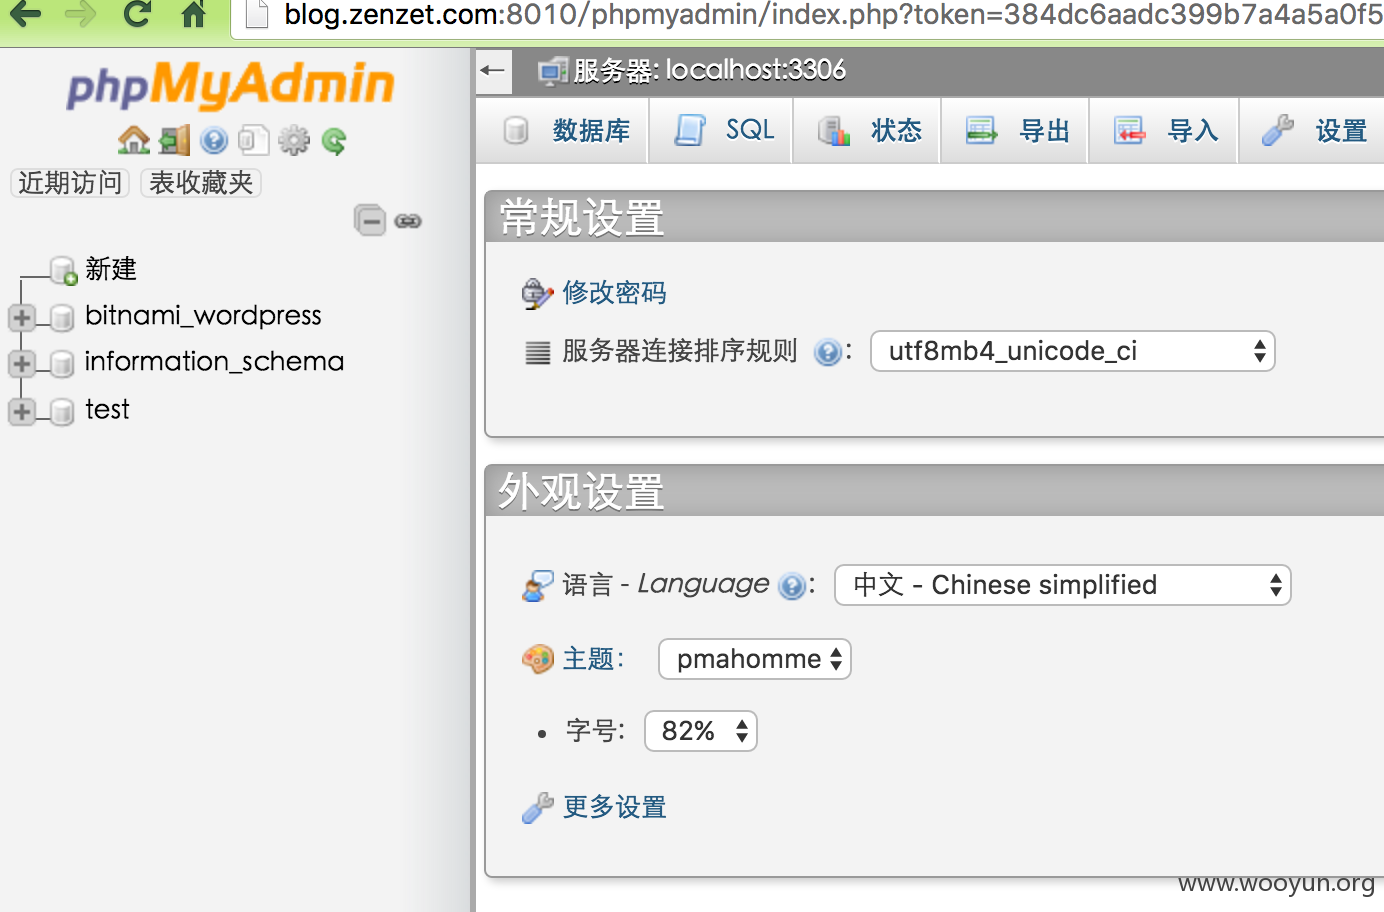 blog.zenzet.com:8010/phpmyadmin/index.php?token=384dc6aadc399b7a4a5a0f5
phpMyAdmin
近期访问 表收藏夹
新建
bitnami_wordpress
information_schema
test
服务器: localhost:3306
数据库 SQL 状态 导出 导入 设置
常规设置
修改密码
服务器连接排序规则 : utf8mb4_unicode_ci
外观设置
语言 - Language : 中文 - Chinese simplified
主题: pmahomme
• 字号: 82%
更多设置
www.wooyun.org